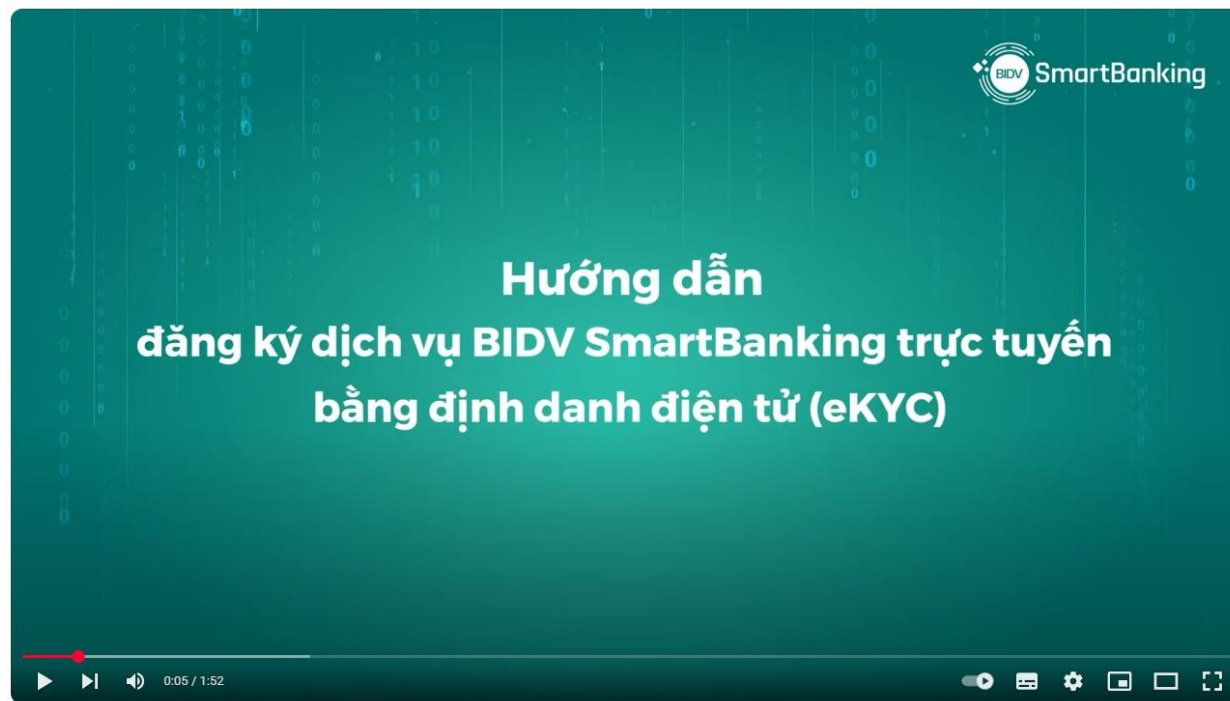 BIDV SmartBanking
Hướng dẫn
đăng ký dịch vụ BIDV SmartBanking trực tuyến
bằng định danh điện tử (eKYC)
0:05 / 1:52